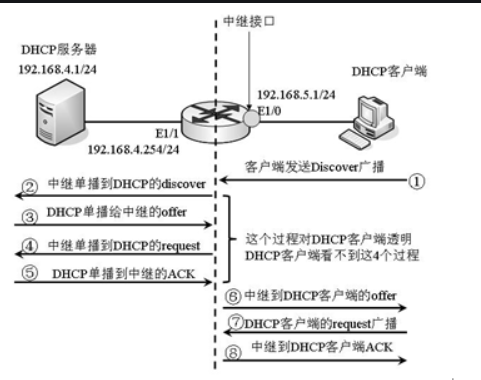 中继接口
DHCP服务器
192.168.4.1/24
DHCP客户端
192.168.5.1/24
E1/0
E1/1
192.168.4.254/24
客户端发送Discover广播
①
② 中继单播到DHCP的discover
③ DHCP单播给中继的offer
④ 中继单播到DHCP的request
⑤ DHCP单播到中继的ACK
这个过程对DHCP客户端透明
DHCP客户端看不到这4个过程
⑥中继到DHCP客户端的offer
⑦DHCP客户端的request广播
⑧ 中继到DHCP客户端ACK